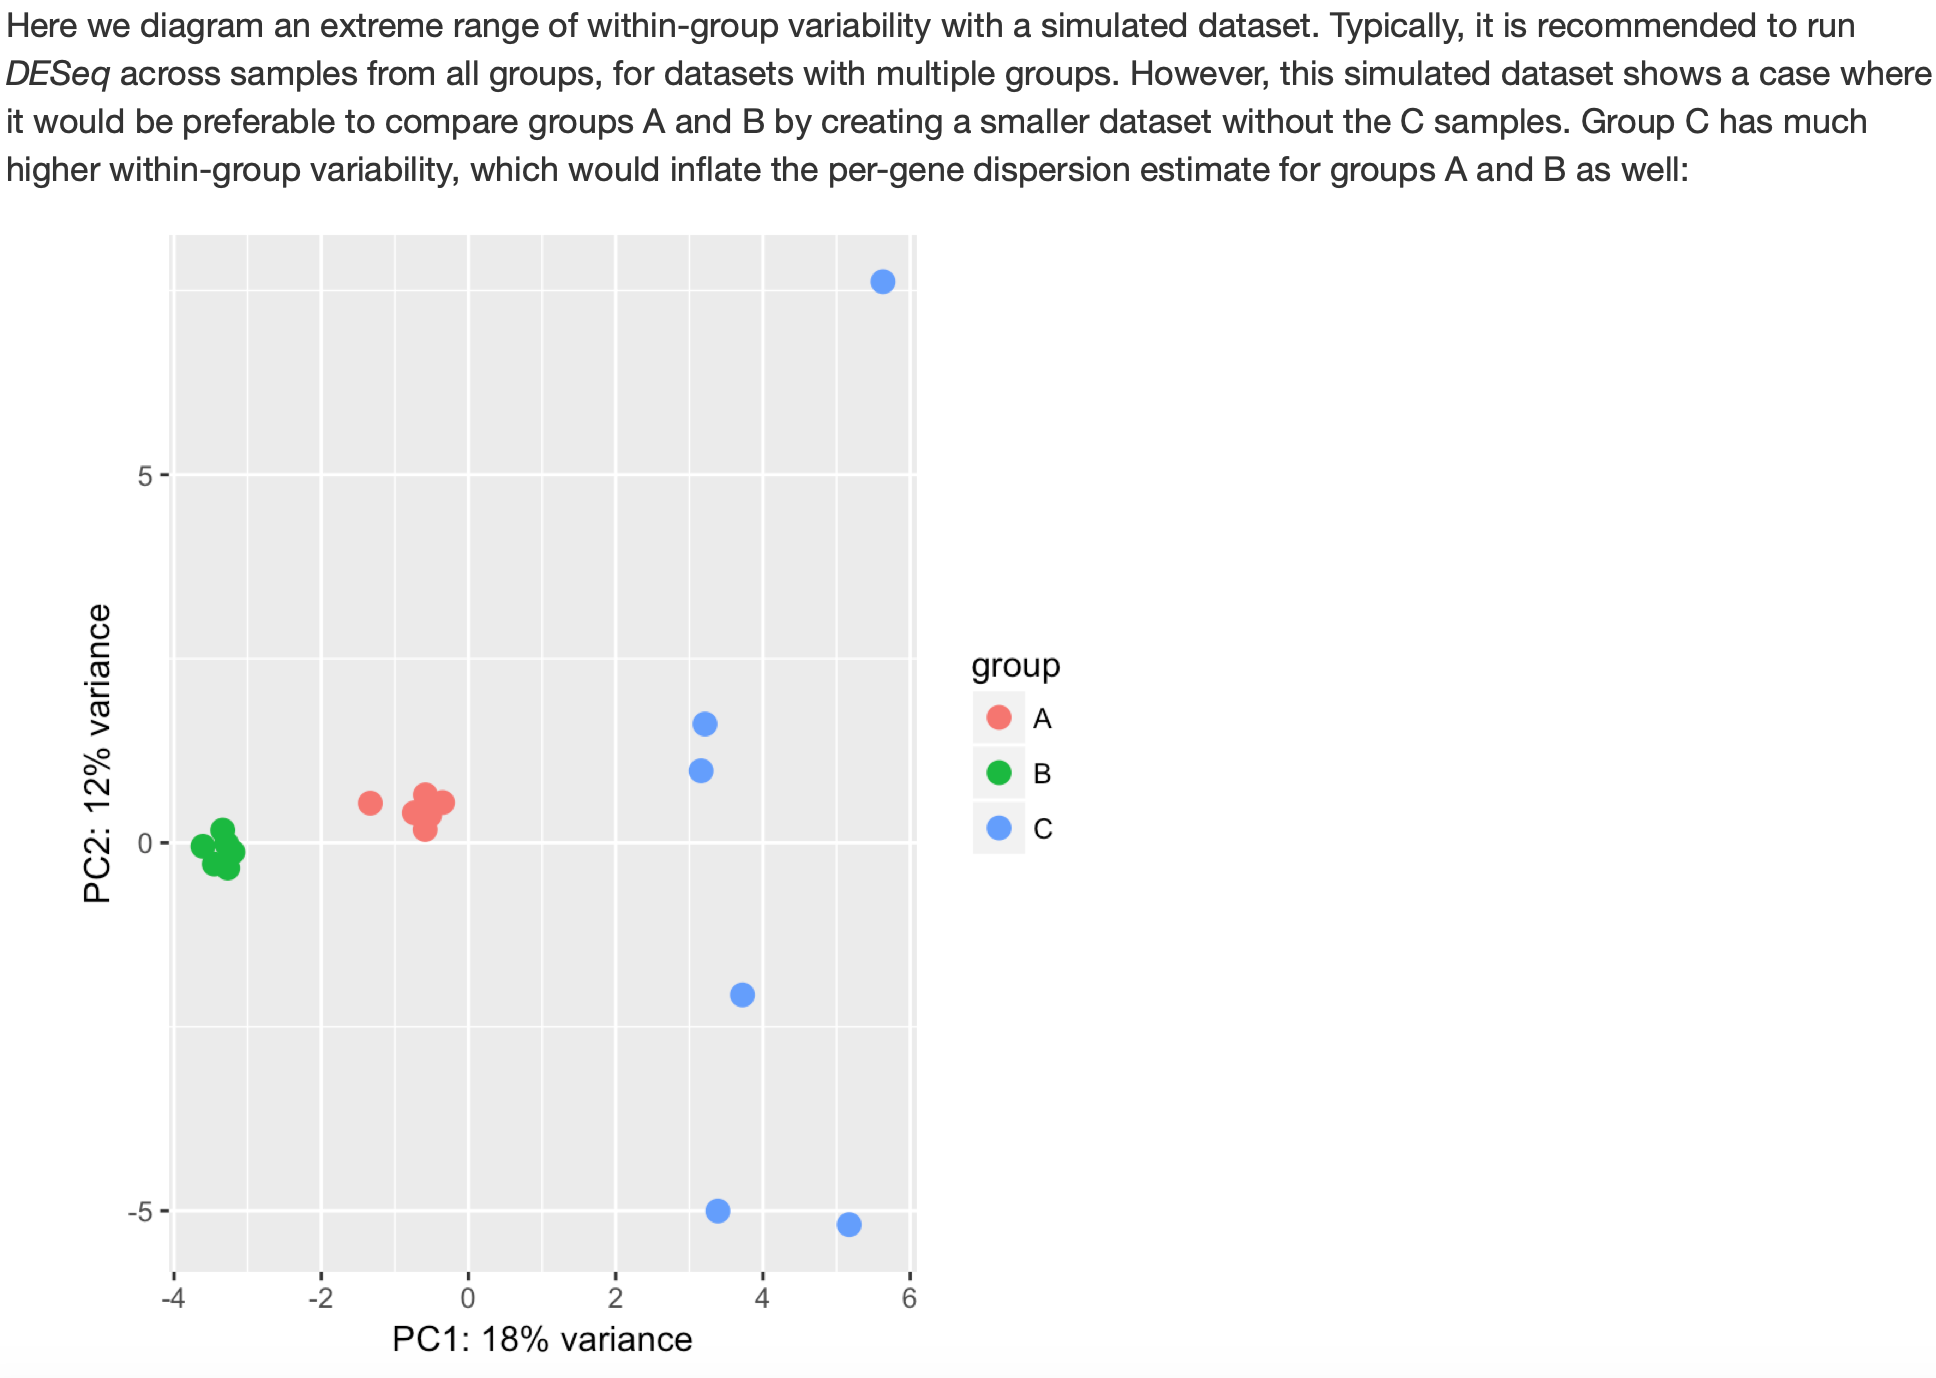 Here we diagram an extreme range of within-group variability with a simulated dataset. Typically, it is recommended to run
DESeq across samples from all groups, for datasets with multiple groups. However, this simulated dataset shows a case where
it would be preferable to compare groups A and B by creating a smaller dataset without the C samples. Group C has much
higher within-group variability, which would inflate the per-gene dispersion estimate for groups A and B as well:
5
0
-5
PC2: 12% variance
-4 -2 0 2 4 6
PC1: 18% variance
group
A
B
C